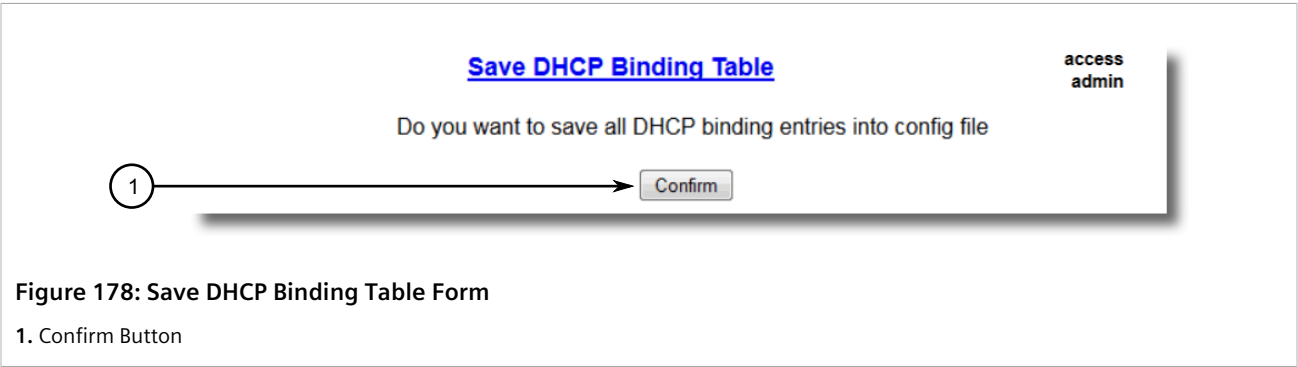 Save DHCP Binding Table
access
admin
Do you want to save all DHCP binding entries into config file
1
Confirm
Figure 178: Save DHCP Binding Table Form
1. Confirm Button